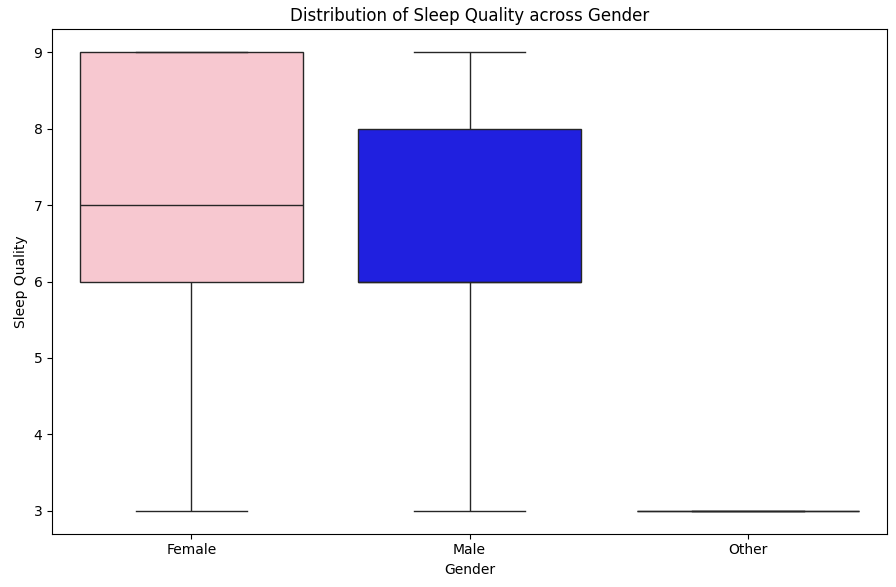 Distribution of Sleep Quality across Gender
9
8
7
6
5
4
3
Sleep Quality
Female Male Other
Gender